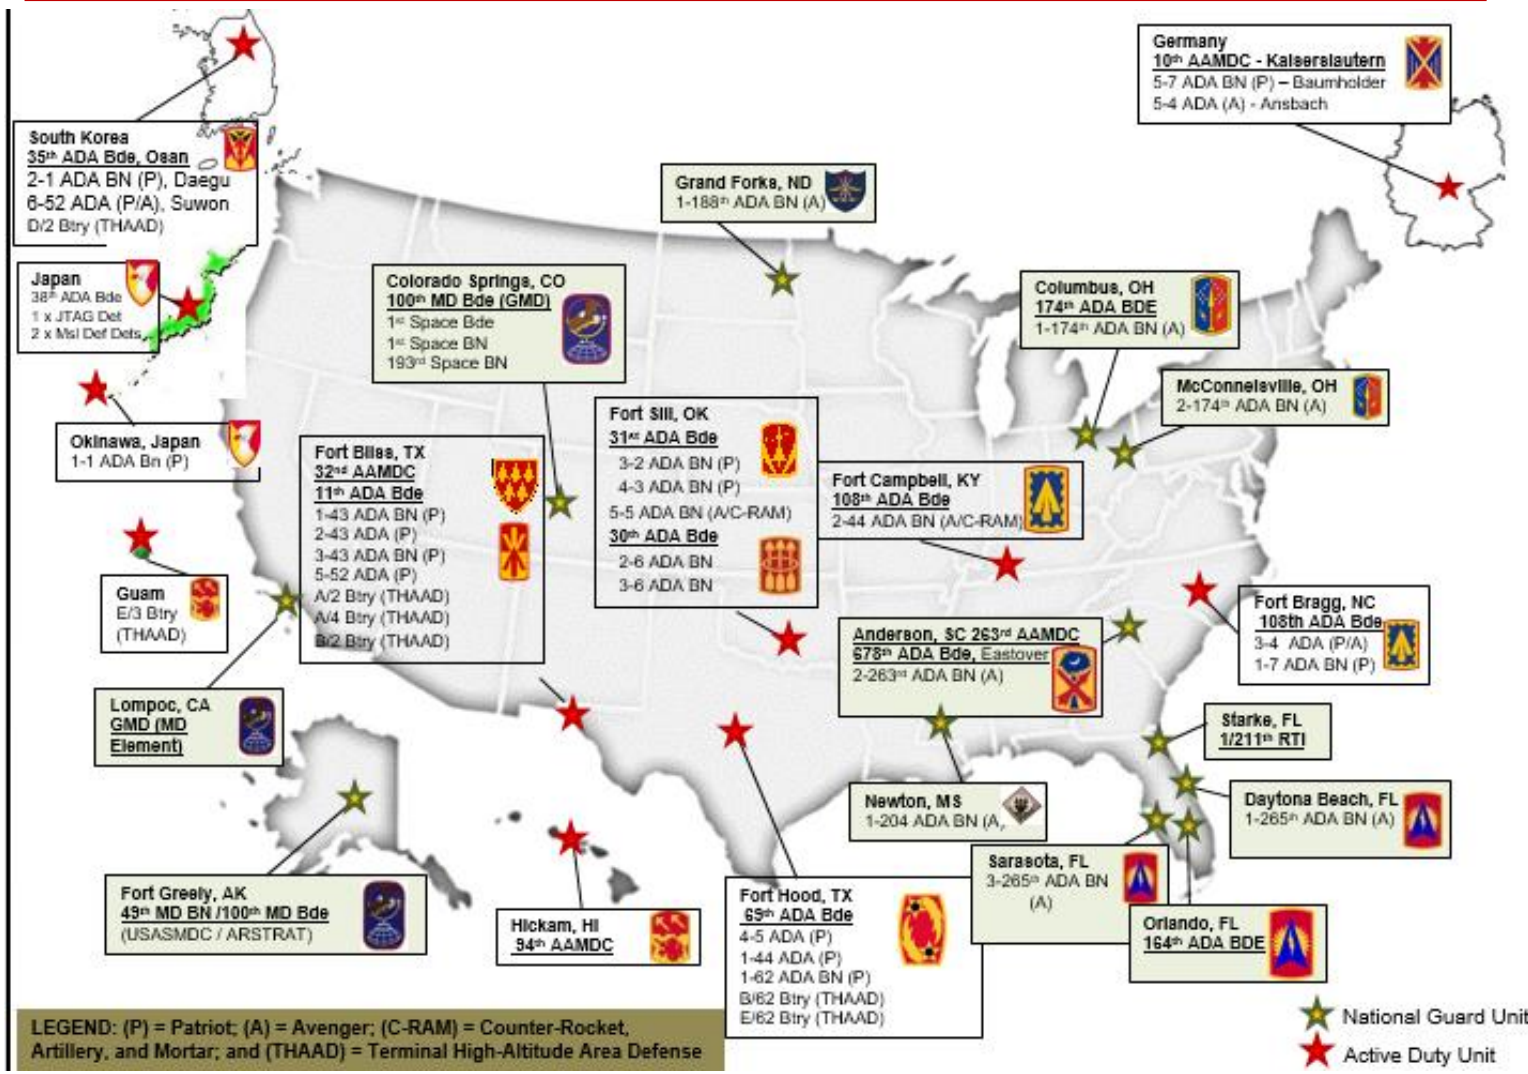 South Korea
35th ADA Bde, Osan
2-1 ADA BN (P), Daegu
6-52 ADA (P/A), Suwon
D/2 Btry (THAAD)
Japan
38th ADA Bde
1 x JTAG Det
2 x Msl Def Dets
Okinawa, Japan
1-1 ADA Bn (P)
Guam
E/3 Btry
(THAAD)
Lompoc, CA
GMD (MD
Element)
Fort Greely, AK
49th MD BN /100th MD Bde
(USASMDC / ARSTRAT)
Colorado Springs, CO
100th MD Bde (GMD)
1st Space Bde
1st Space BN
193rd Space BN
Fort Bliss, TX
32nd AAMDC
11th ADA Bde
1-43 ADA BN (P)
2-43 ADA (P)
3-43 ADA BN (P)
5-52 ADA (P)
A/2 Btry (THAAD)
A/4 Btry (THAAD)
B/2 Btry (THAAD)
Grand Forks, ND
1-188th ADA BN (A)
Fort Sill, OK
31st ADA Bde
3-2 ADA BN (P)
4-3 ADA BN (P)
5-5 ADA BN (A/C-RAM)
30th ADA Bde
2-6 ADA BN
3-6 ADA BN
Germany
10th AAMDC - Kaiserslautern
5-7 ADA BN (P) – Baumholder
5-4 ADA (A) - Ansbach
Columbus, OH
174th ADA BDE
1-174th ADA BN (A)
McConnelsville, OH
2-174th ADA BN (A)
Fort Campbell, KY
108th ADA Bde
2-44 ADA BN (A/C-RAM)
Fort Bragg, NC
108th ADA Bde
3-4 ADA (P/A)
1-7 ADA BN (P)
Anderson, SC 263rd AAMDC
678th ADA Bde, Eastover
2-263rd ADA BN (A)
Starke, FL
1/211th RTI
Newton, MS
1-204 ADA BN (A,
Daytona Beach, FL
1-265th ADA BN (A)
Sarasota, FL
3-265th ADA BN
(A)
Orlando, FL
164th ADA BDE
Hickam, HI
94th AAMDC
Fort Hood, TX
69th ADA Bde
4-5 ADA (P)
1-44 ADA (P)
1-62 ADA BN (P)
B/62 Btry (THAAD)
E/62 Btry (THAAD)
LEGEND: (P) = Patriot; (A) = Avenger; (C-RAM) = Counter-Rocket,
Artillery, and Mortar; and (THAAD) = Terminal High-Altitude Area Defense
National Guard Unit
Active Duty Unit